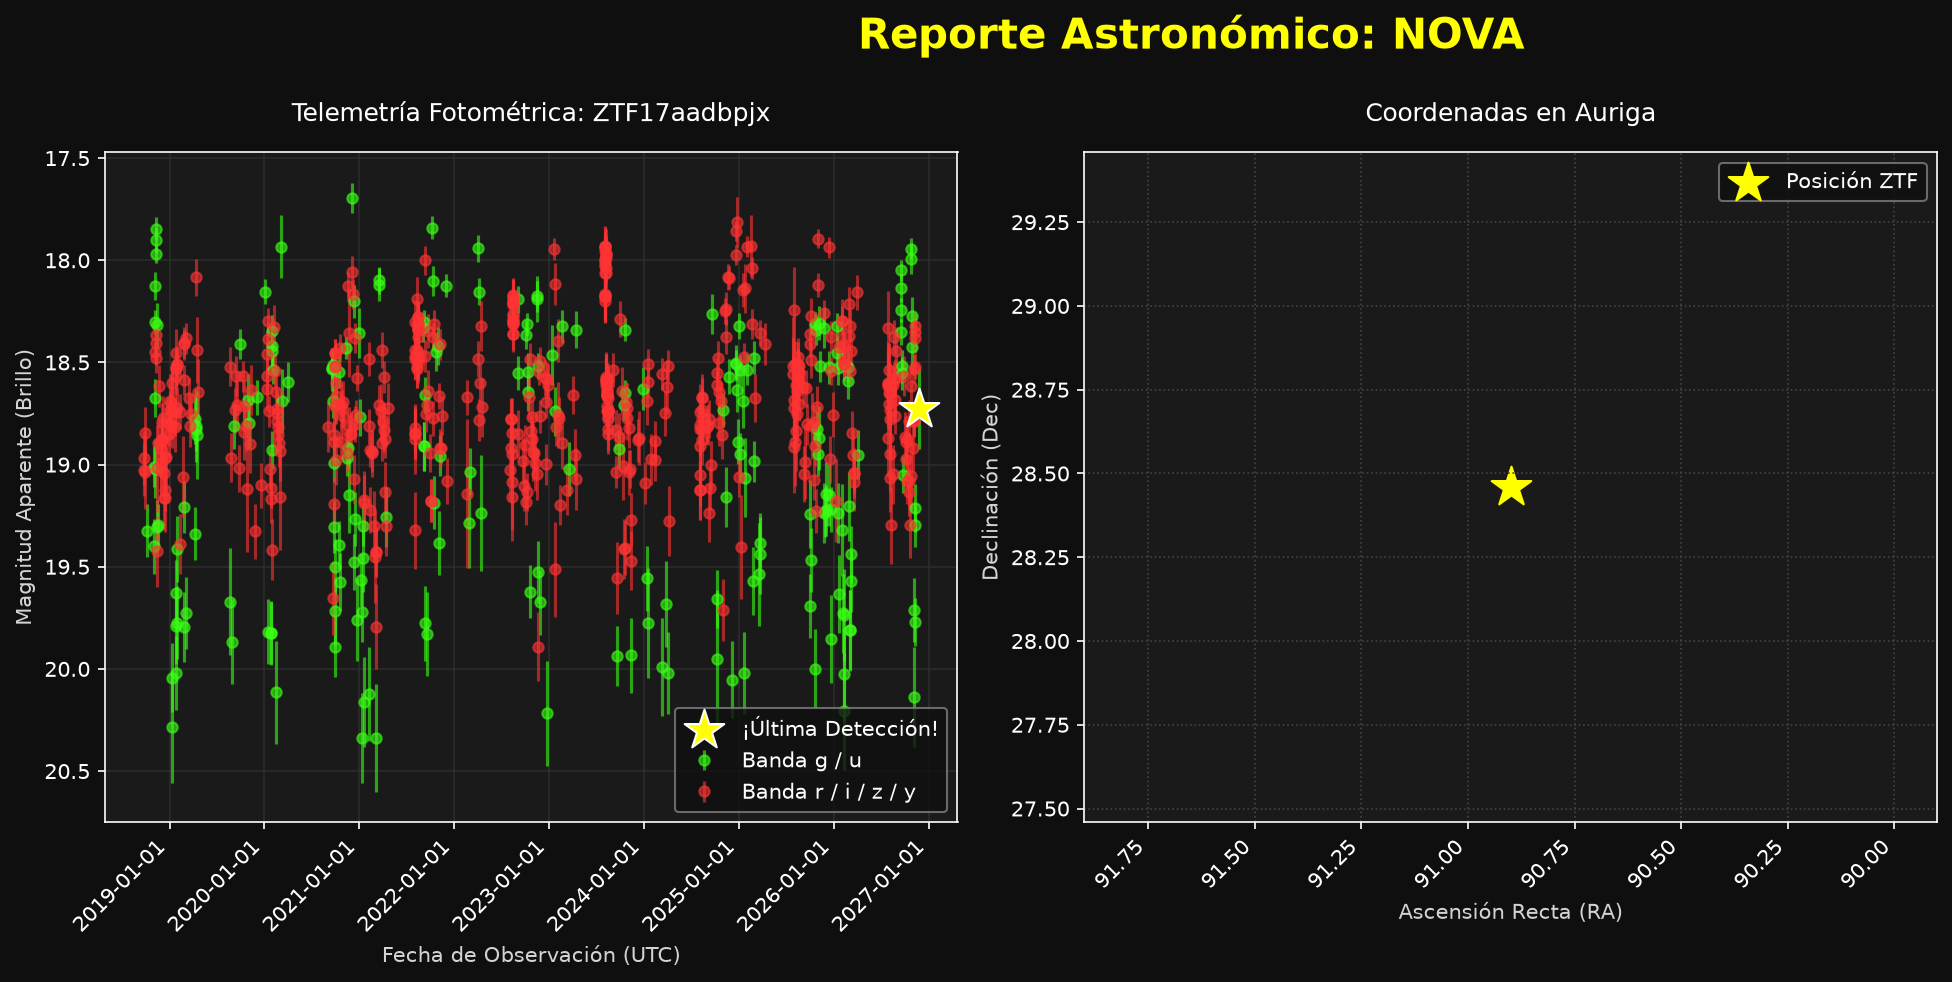 Reporte Astronómico: NOVA
Telemetría Fotométrica: ZTF17aadbpjx
Magnitud Aparente (Brillo)
17.5
18.0
18.5
19.0
19.5
20.0
20.5
¡Última Detección!
Banda g / u
Banda r / i / z / y
2019-01-01
2020-01-01
2021-01-01
2022-01-01
2023-01-01
2024-01-01
2025-01-01
2026-01-01
2027-01-01
Fecha de Observación (UTC)
Coordenadas en Auriga
Posición ZTF
Declinación (Dec)
29.25
29.00
28.75
28.50
28.25
28.00
27.75
27.50
91.75
91.50
91.25
91.00
90.75
90.50
90.25
90.00
Ascensión Recta (RA)